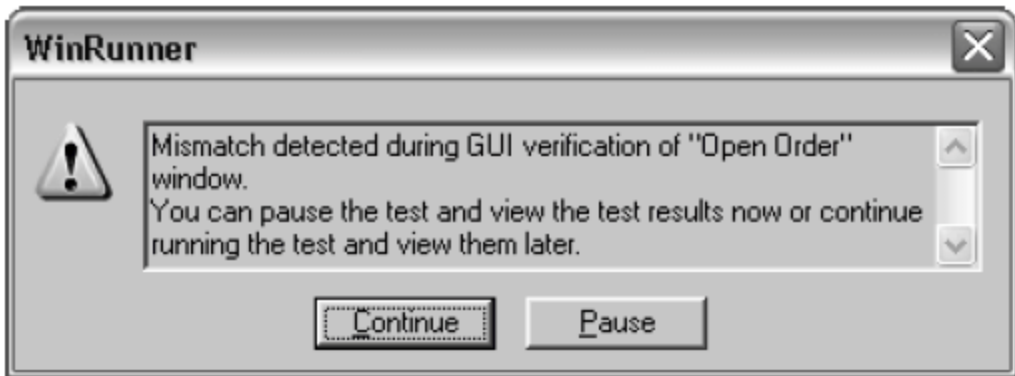 WinRunner
Mismatch detected during GUI verification of "Open Order"
window.
You can pause the test and view the test results now or continue
running the test and view them later.
Continue Pause